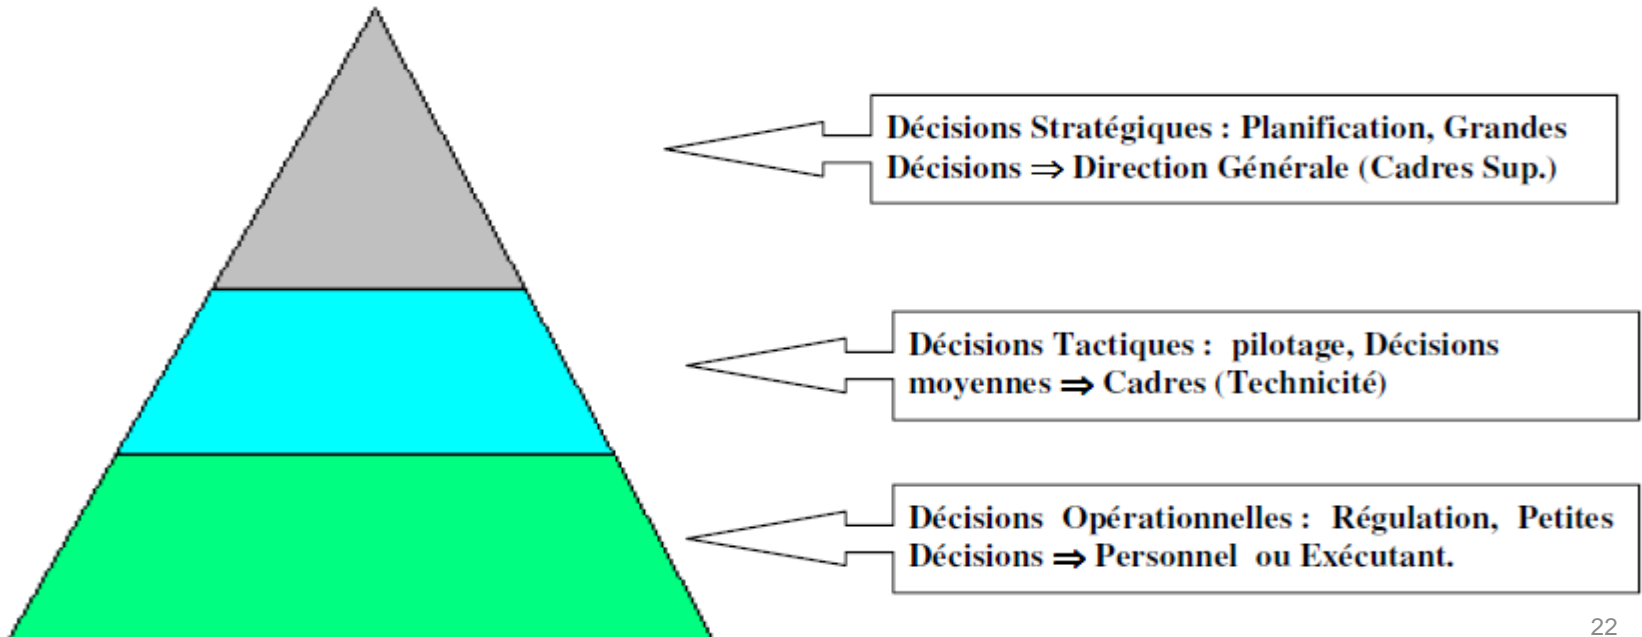 Décisions Stratégiques : Planification, Grandes
Décisions ⇒ Direction Générale (Cadres Sup.)
Décisions Tactiques : pilotage, Décisions
moyennes ⇒ Cadres (Technicité)
Décisions Opérationnelles : Régulation, Petites
Décisions ⇒ Personnel ou Exécutant.
22